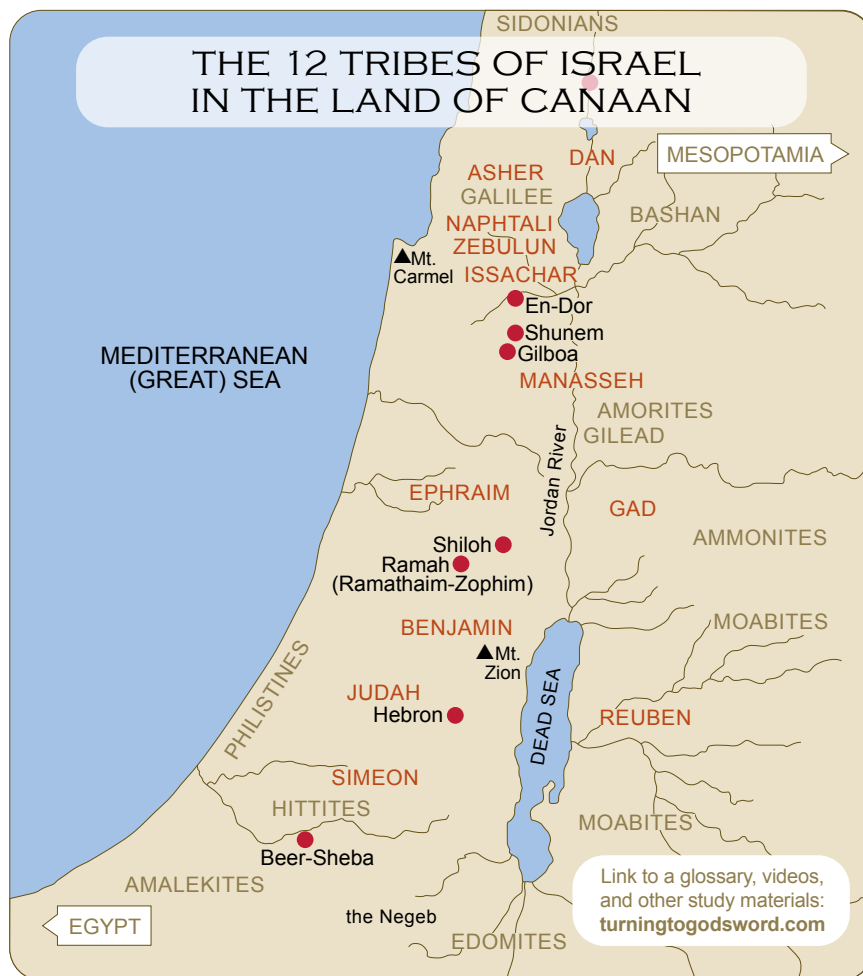 SIDONIANS
THE 12 TRIBES OF ISRAEL
IN THE LAND OF CANAAN
DAN
MESOPOTAMIA
ASHER
GALILEE
BASHAN
NAPHTALI
ZEBULUN
Mt.
Carmel
ISSACHAR
En-Dor
Shunem
Gilboa
MEDITERRANEAN
(GREAT) SEA
MANASSEH
AMORITES
GILEAD
Jordan River
EPHRAIM
GAD
AMMONITES
Shiloh
Ramah
(Ramathaim-Zophim)
MOABITES
BENJAMIN
Mt.
Zion
PHILISTINES
DEAD SEA
JUDAH
Hebron
REUBEN
SIMEON
HITTITES
MOABITES
Beer-Sheba
AMALEKITES
the Negeb
EGYPT
EDOMITES
Link to a glossary, videos,
and other study materials:
turningtogodsword.com